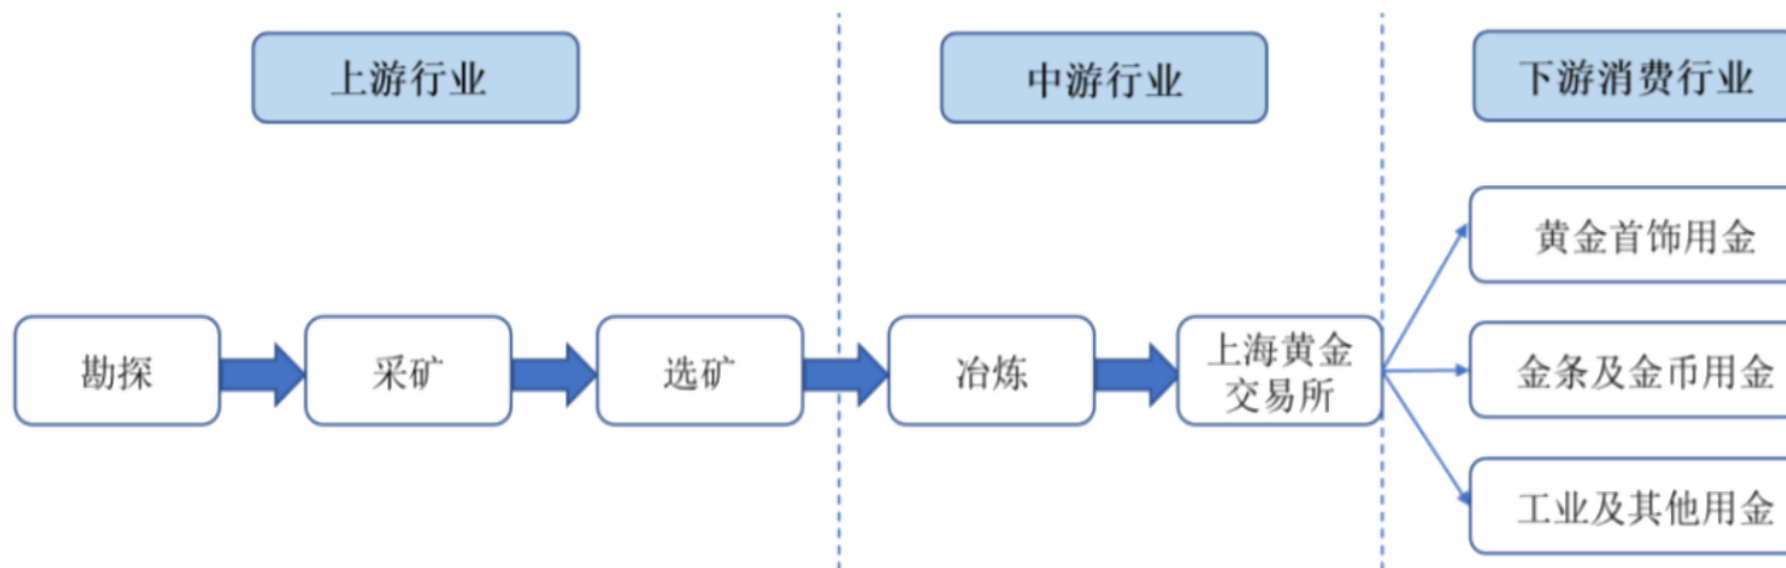 上游行业
中游行业
下游消费行业
勘探
采矿
选矿
冶炼
上海黄金
交易所
黄金首饰用金
金条及金币用金
工业及其他用金